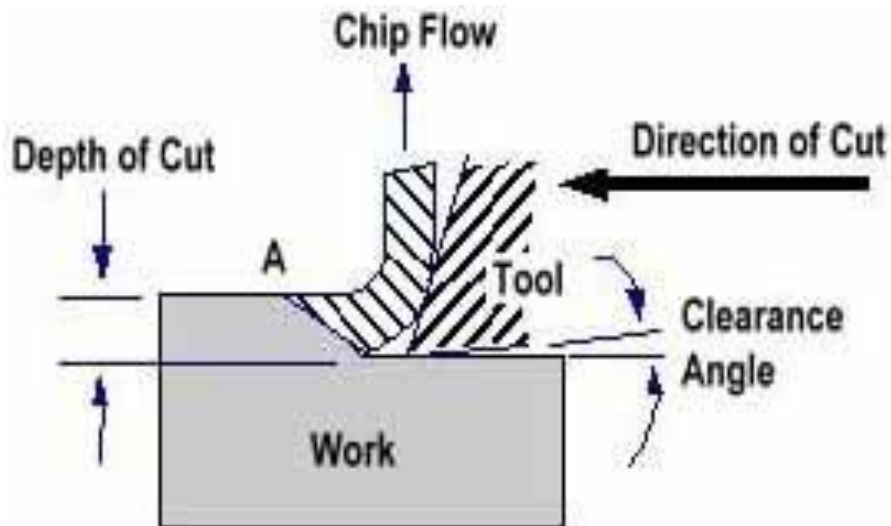 Chip Flow
Depth of Cut
Direction of Cut
A
Tool
Clearance
Angle
Work